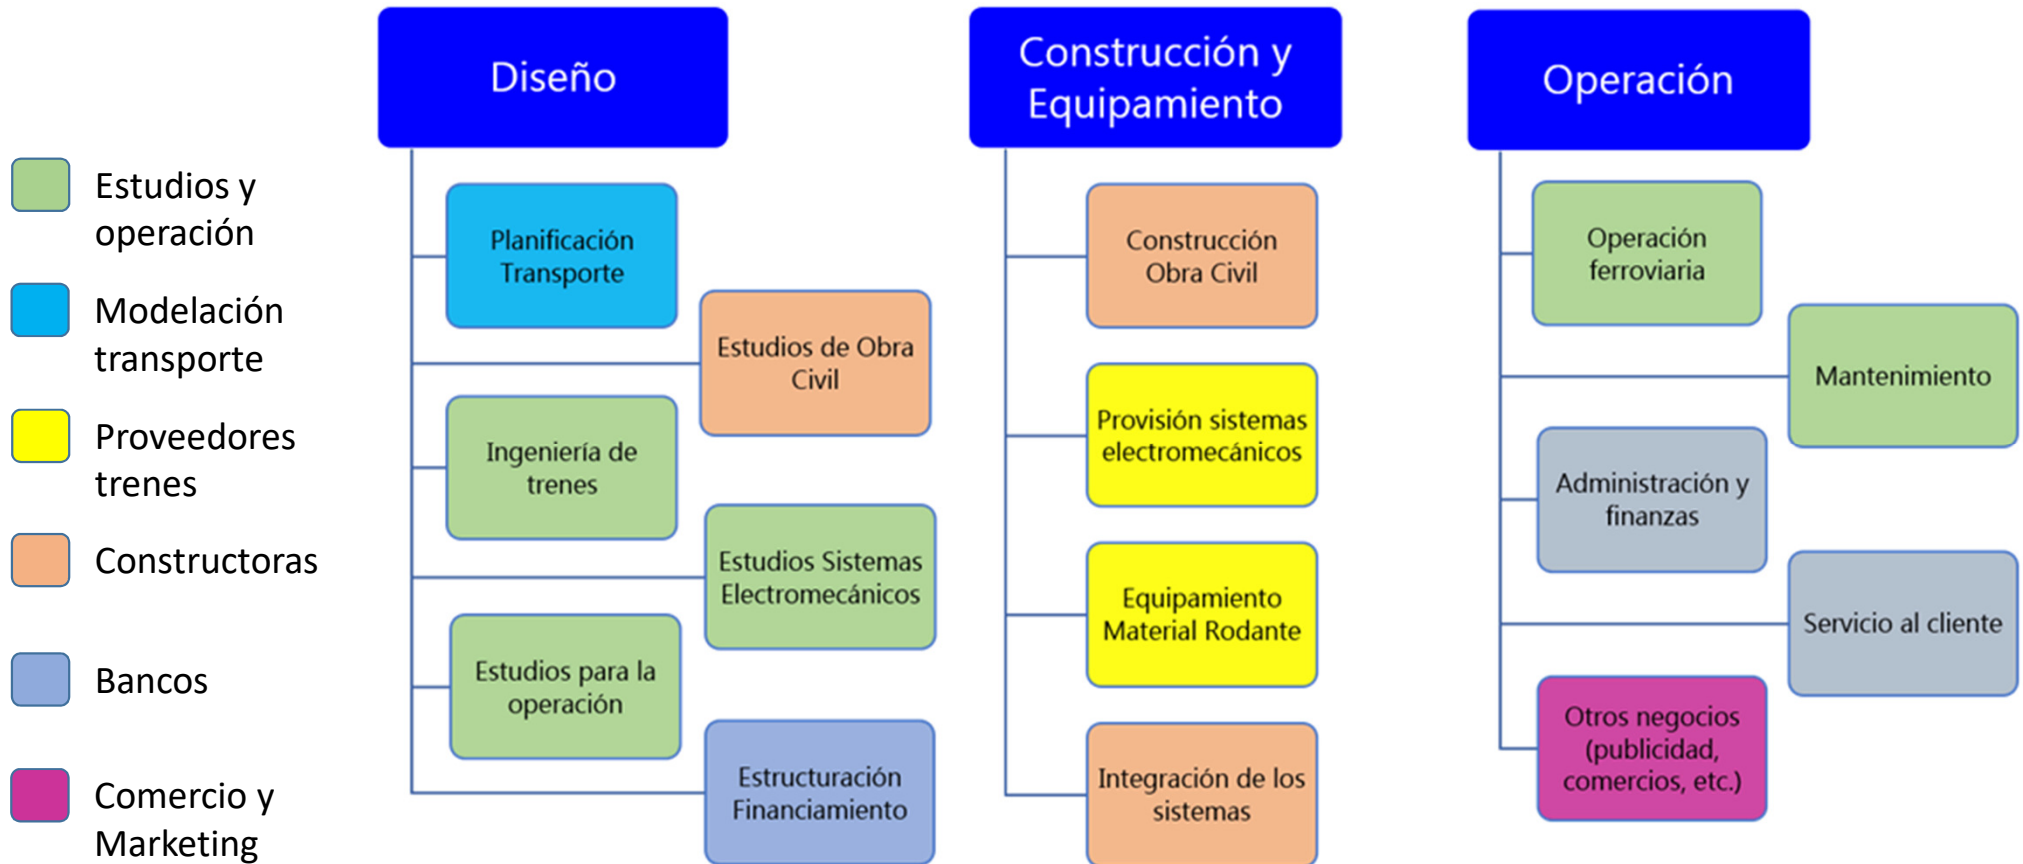 Estudios y
operación
Modelación
transporte
Proveedores
trenes
Constructoras
Bancos
Comercio y
Marketing
Diseño
Planificación
Transporte
Estudios de Obra
Civil
Ingeniería de
trenes
Estudios Sistemas
Electromecánicos
Estudios para la
operación
Estructuración
Financiamiento
Construcción y
Equipamiento
Construcción
Obra Civil
Provisión sistemas
electromecánicos
Equipamiento
Material Rodante
Integración de los
sistemas
Operación
Operación
ferroviaria
Mantenimiento
Administración y
finanzas
Servicio al cliente
Otros negocios
(publicidad,
comercios, etc.)